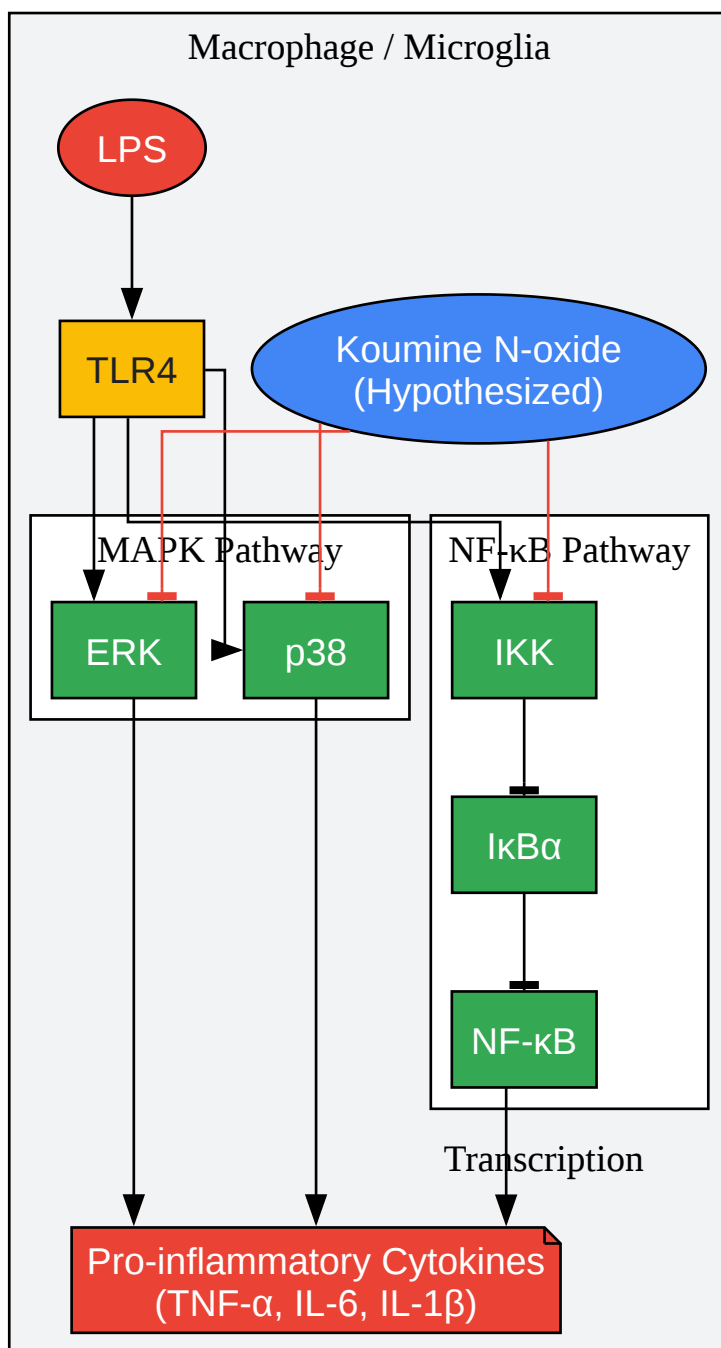 Macrophage / Microglia
LPS
TLR4
Koumine N-oxide
(Hypothesized)
MAPK Pathway
NF-κB Pathway
ERK
p38
IKK
IκBα
NF-κB
Transcription
Pro-inflammatory Cytokines
(TNF-α, IL-6, IL-1β)